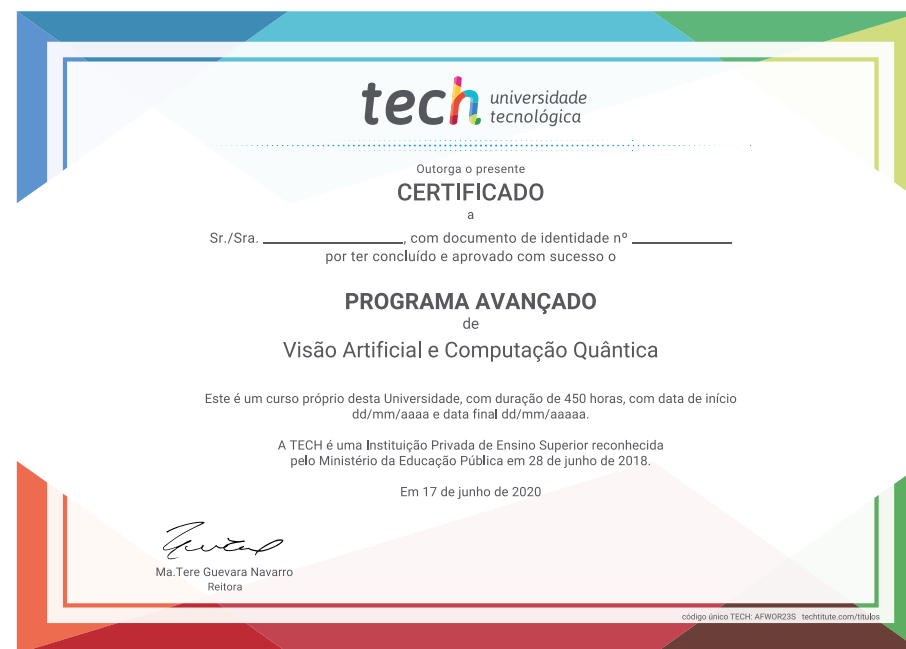 tech universidade
tecnológica
Outorga o presente
CERTIFICADO
a
Sr./Sra. ____________________, com documento de identidade nº ______________
por ter concluído e aprovado com sucesso o
PROGRAMA AVANÇADO
de
Visão Artificial e Computação Quântica
Este é um curso próprio desta Universidade, com duração de 450 horas, com data de início
dd/mm/aaaa e data final dd/mm/aaaaa.
A TECH é uma Instituição Privada de Ensino Superior reconhecida
pelo Ministério da Educação Pública em 28 de junho de 2018.
Em 17 de junho de 2020
Ma.Tere Guevara Navarro
Reitora
código único TECH: AFWOR23S techtitute.com/titulos